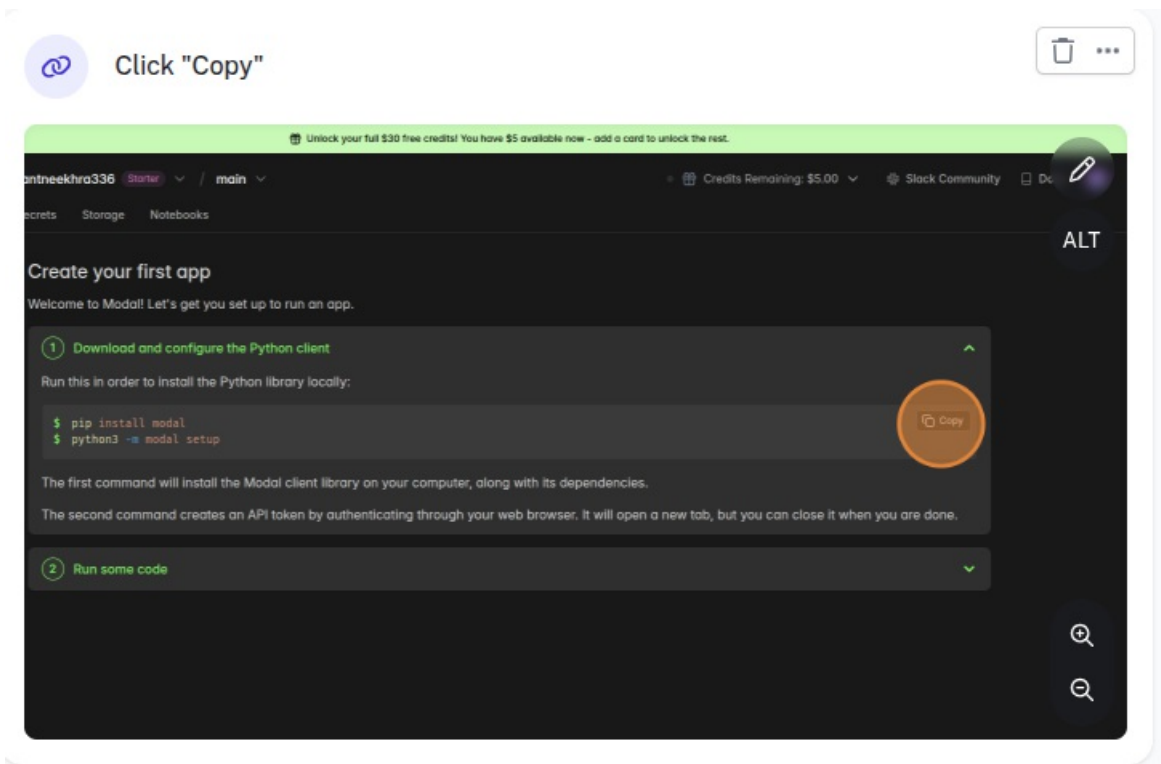 Click "Copy"
Unlock your full $30 free credits! You have $5 available now - add a card to unlock the rest.
antneekhra336 Starter / main Credits Remaining: $5.00 Slack Community Do
ecrets Storage Notebooks
ALT
Create your first app
Welcome to Modal! Let's get you set up to run an app.
1 Download and configure the Python client
Run this in order to install the Python library locally:
$ pip install modal
Copy
$ python3 -m modal setup
The first command will install the Modal client library on your computer, along with its dependencies.
The second command creates an API token by authenticating through your web browser. It will open a new tab, but you can close it when you are done.
2 Run some code